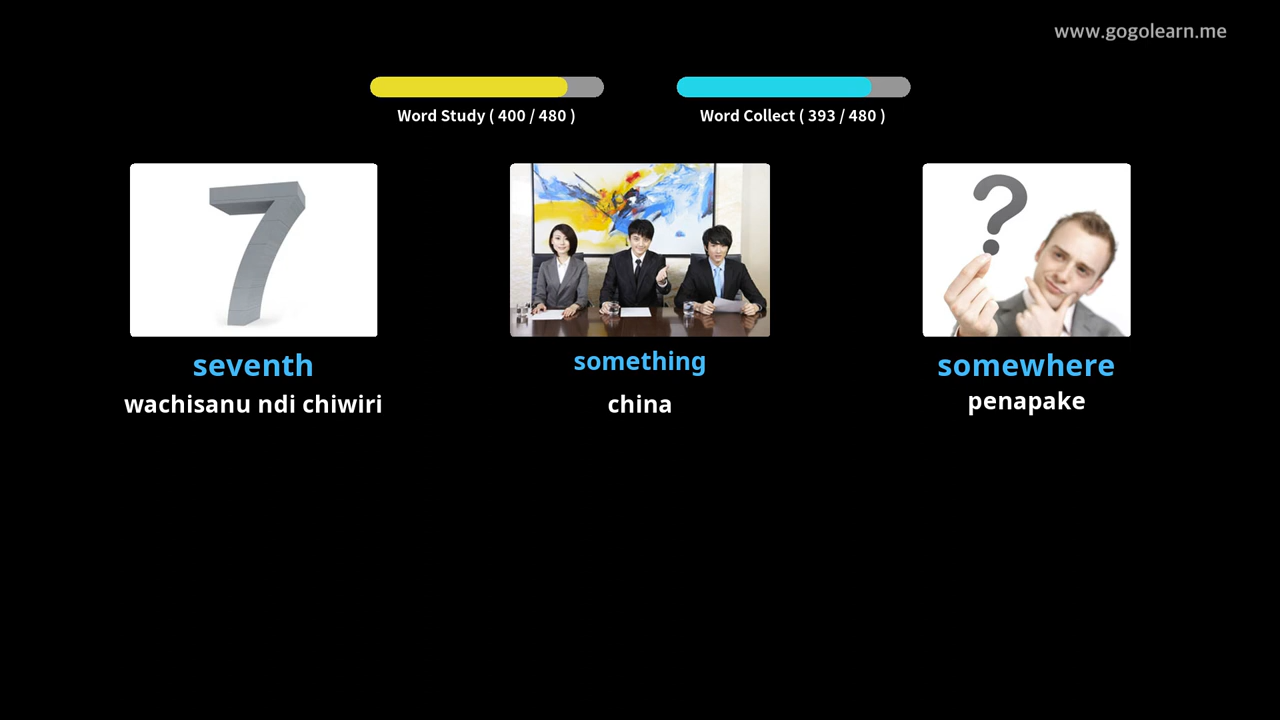 www.gogolearn.me
Word Study ( 400 / 480 )
Word Collect ( 393 / 480 )
7
?
seventh
something
somewhere
wachisanu ndi chiwiri
china
penapake